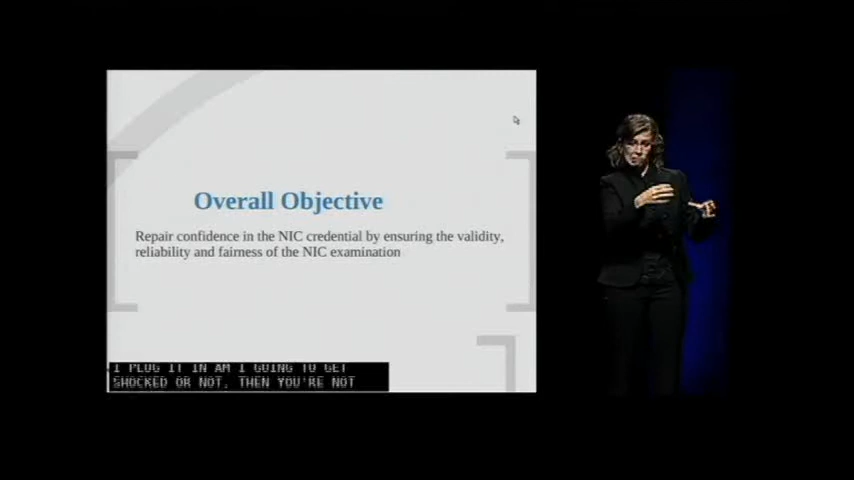 Overall Objective
Repair confidence in the NIC credential by ensuring the validity,
reliability and fairness of the NIC examination
I PLUG IT IN AM I GOING TO GET
SHOCKED OR NOT. THEN YOU'RE NOT